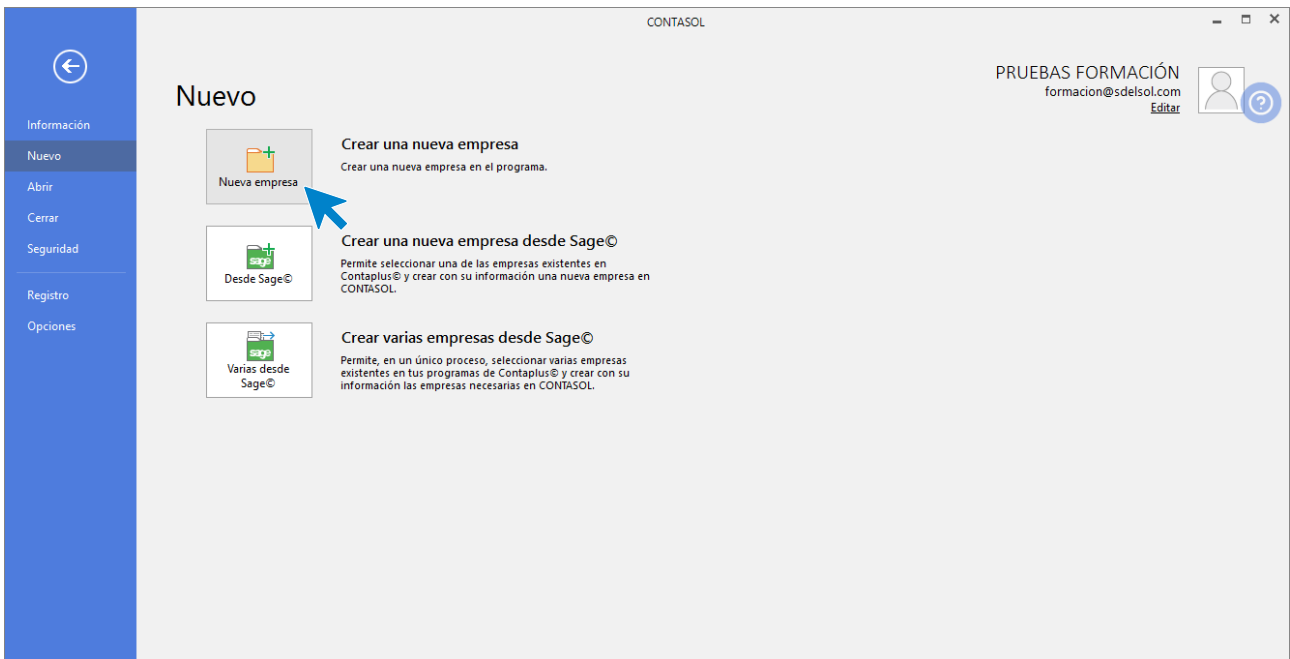 CONTASOL
PRUEBAS FORMACIÓN
formacion@sdelsol.com
Editar
?
Información
Nuevo
Abrir
Cerrar
Seguridad
Registro
Opciones
Nuevo
Nueva empresa
Crear una nueva empresa
Crear una nueva empresa en el programa.
sage
Desde Sage©
Crear una nueva empresa desde Sage©
Permite seleccionar una de las empresas existentes en
Contaplus© y crear con su información una nueva empresa en
CONTASOL.
sage
Varias desde
Sage©
Crear varias empresas desde Sage©
Permite, en un único proceso, seleccionar varias empresas
existentes en tus programas de Contaplus© y crear con su
información las empresas necesarias en CONTASOL.